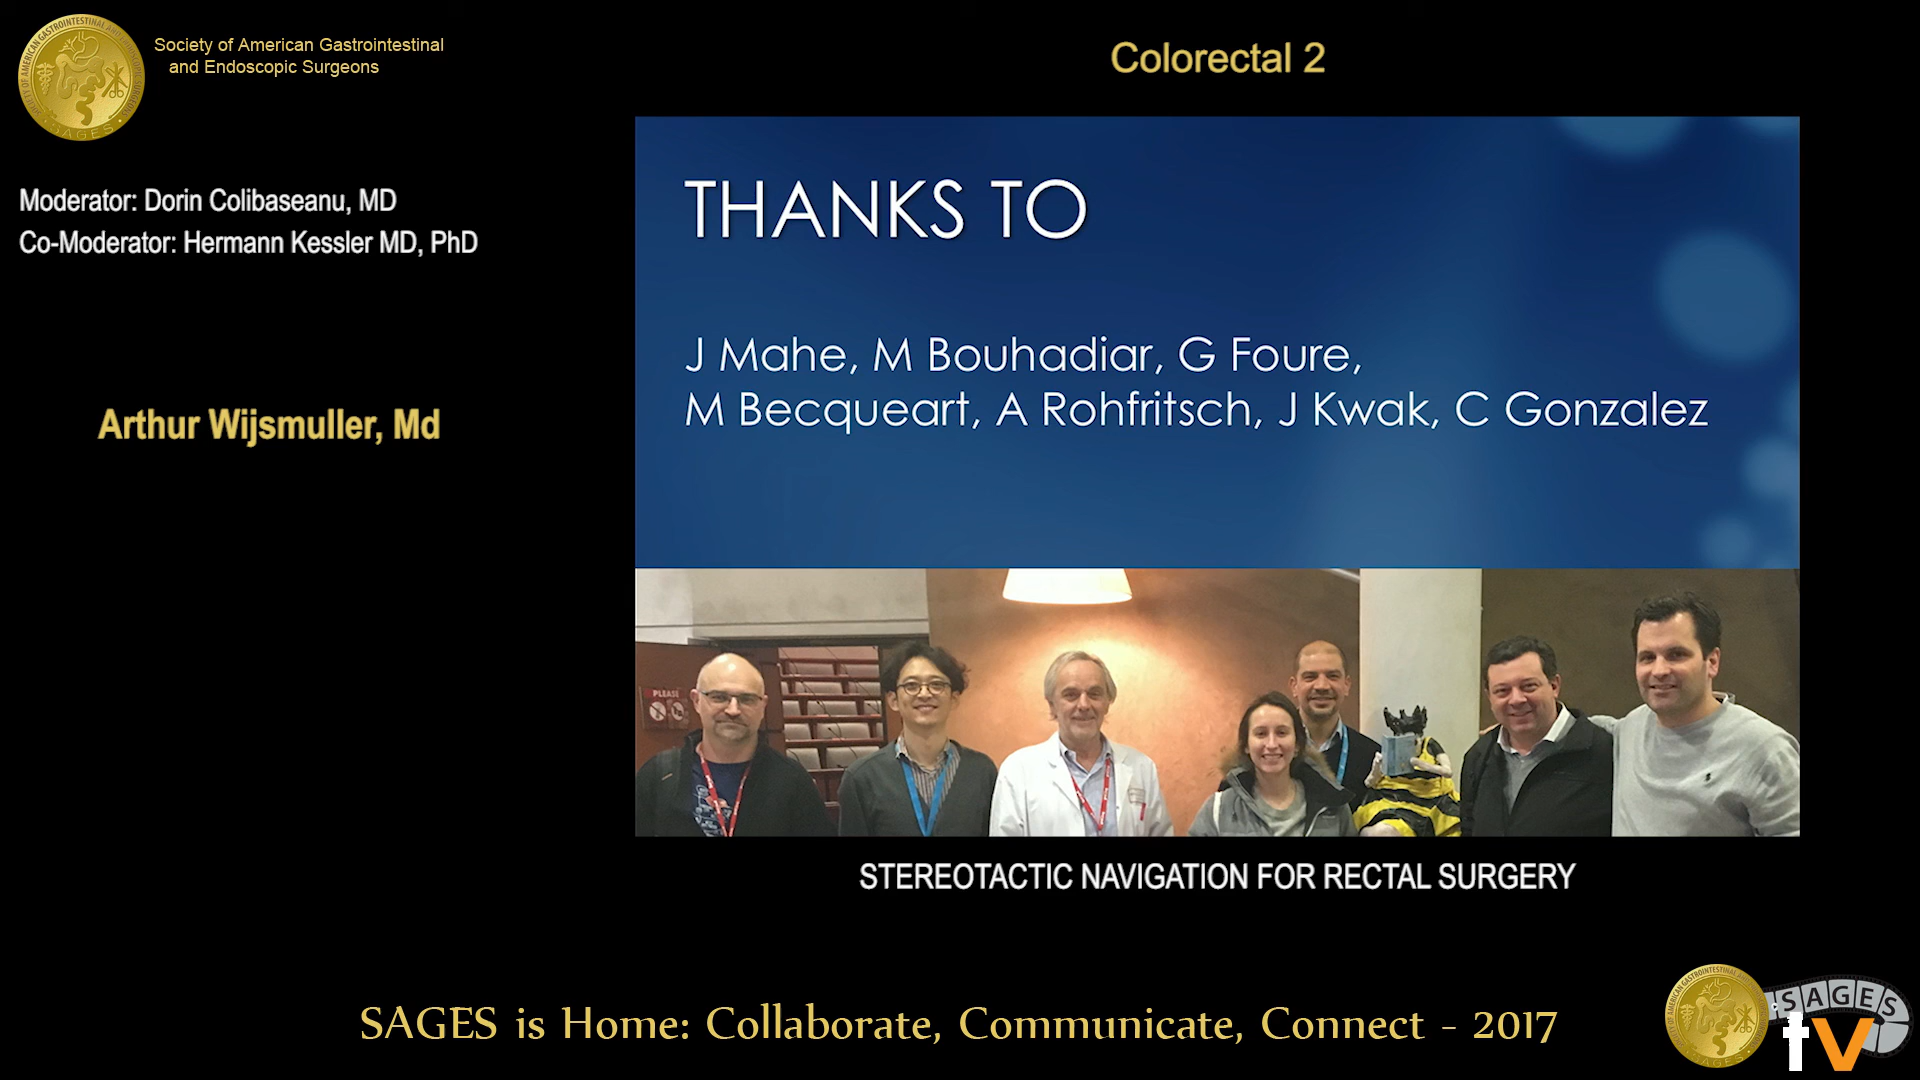 Society of American Gastrointestinal
and Endoscopic Surgeons
SAGES
Colorectal 2
Moderator: Dorin Colibaseanu, MD
Co-Moderator: Hermann Kessler MD, PhD
Arthur Wijsmuller, Md
THANKS TO
J Mahe, M Bouhadiar, G Foure,
M Becqueart, A Rohfritsch, J Kwak, C Gonzalez
PLEASE
STEREOTACTIC NAVIGATION FOR RECTAL SURGERY
SAGES is Home: Collaborate, Communicate, Connect - 2017
SAGES
tv